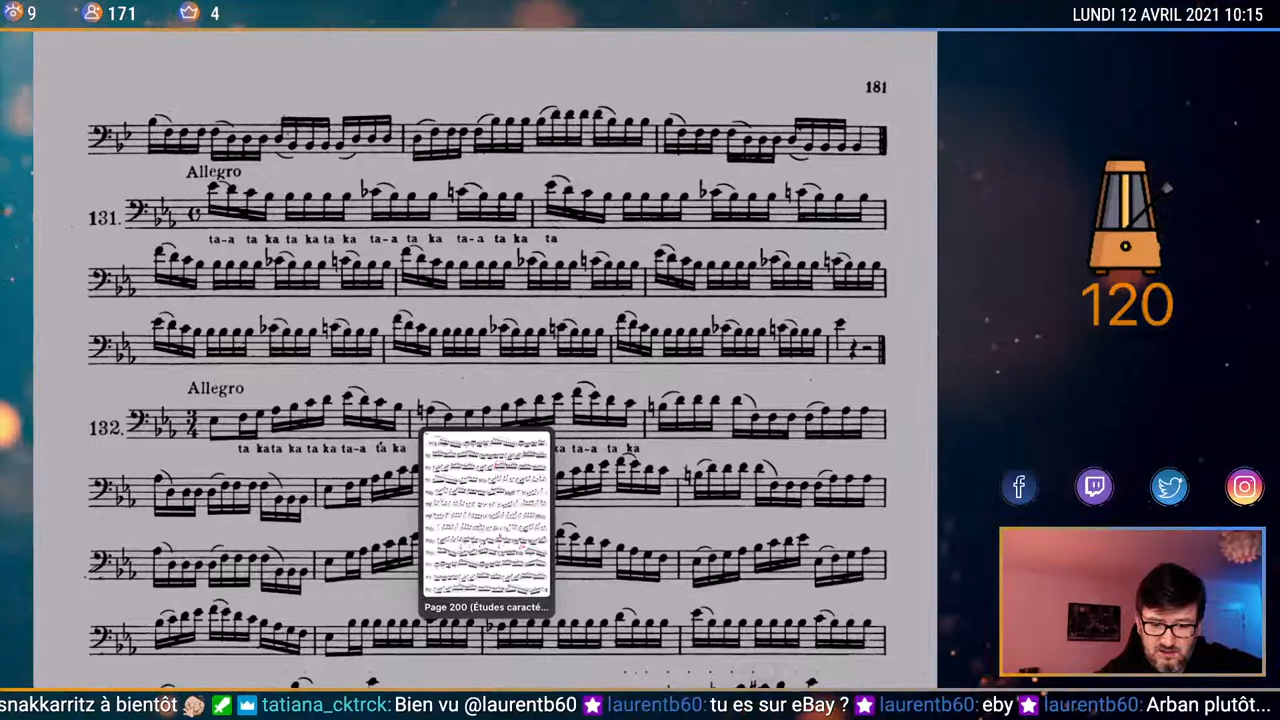 9 171 4
LUNDI 12 AVRIL 2021 10:15
181
Allegro
131.
ta-a ta ka ta ka ta ka ta-a ta ka ta-a ta ka ta
Allegro
132.
ta kata ka ta ka ta-a ta ka
ka ta-a ta ka
Page 200 (Études caracté...
120
snakkarritz à bientôt tatiana_cktrck: Bien vu @laurentb60 laurentb60: tu es sur eBay ? laurentb60: eby laurentb60: Arban plutôt...